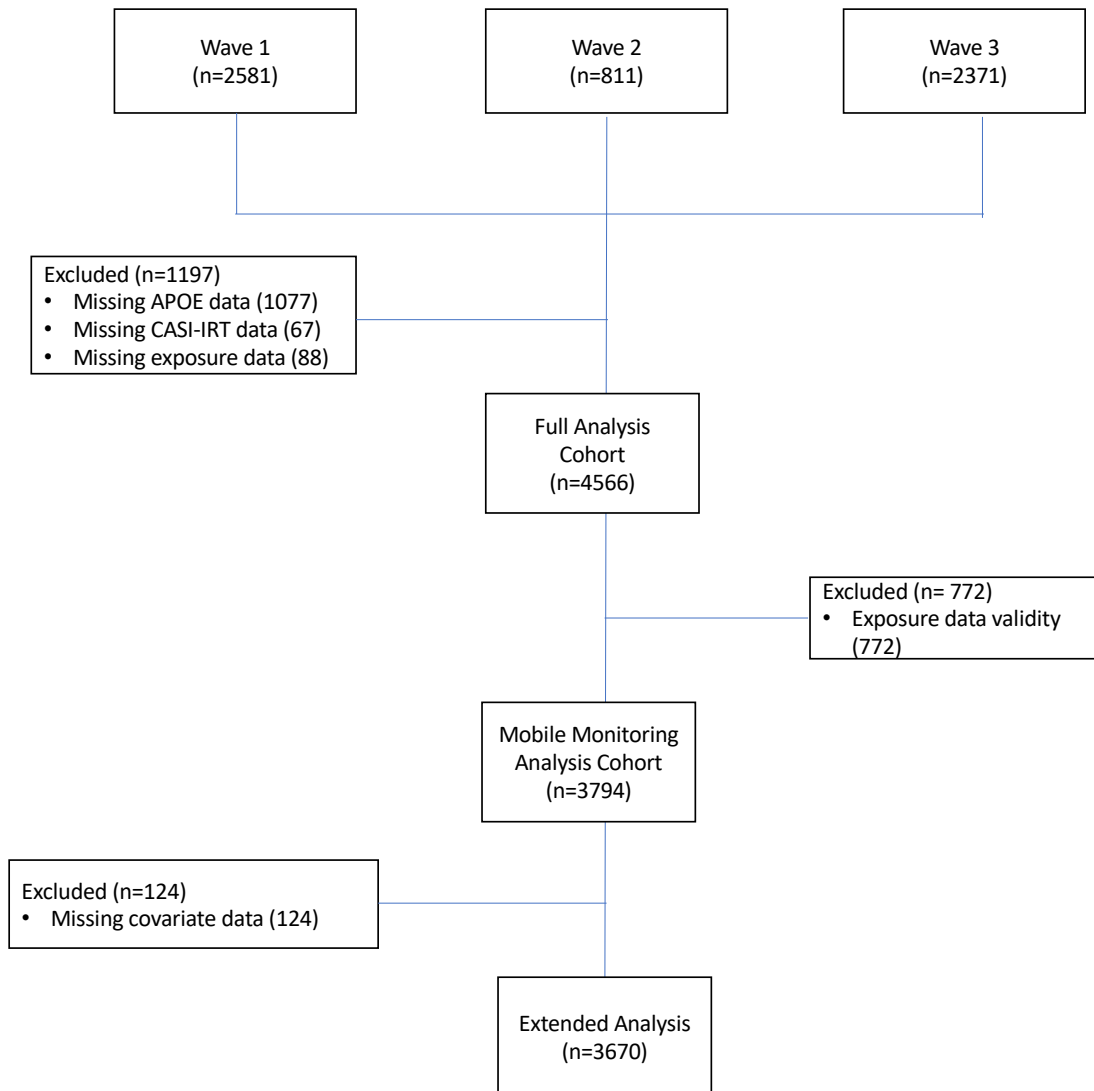 Wave 1
(n=2581)
Wave 2
(n=811)
Wave 3
(n=2371)
Excluded (n=1197)
• Missing APOE data (1077)
• Missing CASI-IRT data (67)
• Missing exposure data (88)
Full Analysis
Cohort
(n=4566)
Excluded (n= 772)
• Exposure data validity
(772)
Mobile Monitoring
Analysis Cohort
(n=3794)
Excluded (n=124)
• Missing covariate data (124)
Extended Analysis
(n=3670)